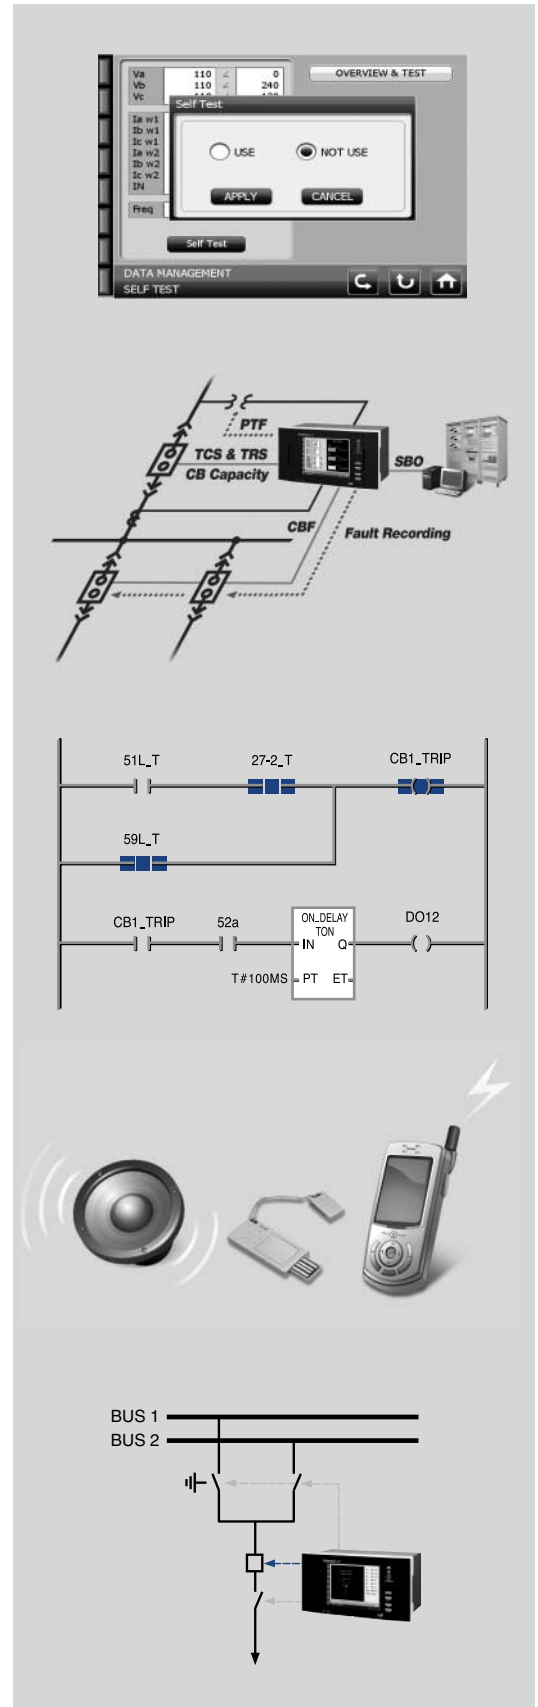 Va 110 ∠ 0
Vb 110 ∠ 240
Vc
Self Test
Ia w1
Ib w1
Ic w1
Ia w2
Ib w2
Ic w2
IN
Freq
OVERVIEW & TEST
USE NOT USE
APPLY CANCEL
Self Test
DATA MANAGEMENT
SELF TEST
PTF
TCS & TRS
CB Capacity
SBO
CBF
Fault Recording
51L_T 27-2_T CB1_TRIP
59L_T
CB1_TRIP 52a ON_DELAY DO12
TON
IN Q
T#100MS PT ET
BUS 1
BUS 2